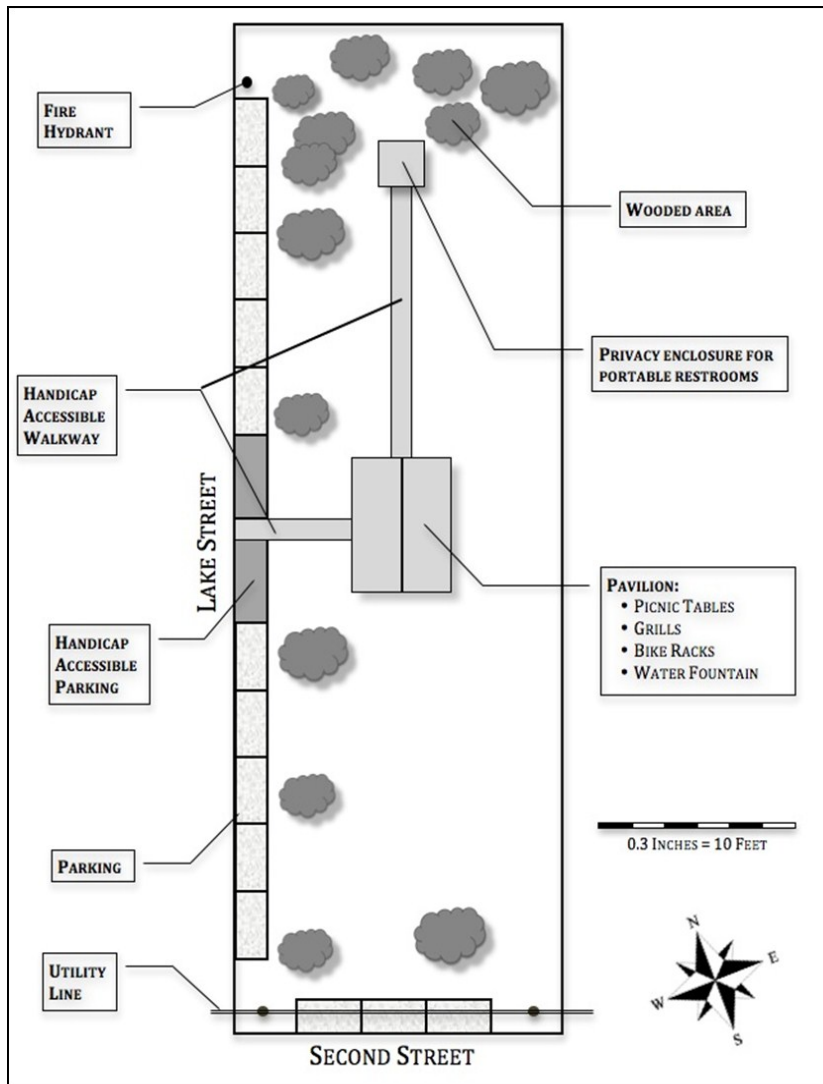 FIRE
HYDRANT
WOODED AREA
PRIVACY ENCLOSURE FOR
PORTABLE RESTROOMS
HANDICAP
ACCESSIBLE
WALKWAY
LAKE STREET
PAVILION:
• PICNIC TABLES
• GRILLS
• BIKE RACKS
• WATER FOUNTAIN
HANDICAP
ACCESSIBLE
PARKING
0.3 INCHES = 10 FEET
PARKING
N
E
W
S
UTILITY
LINE
SECOND STREET